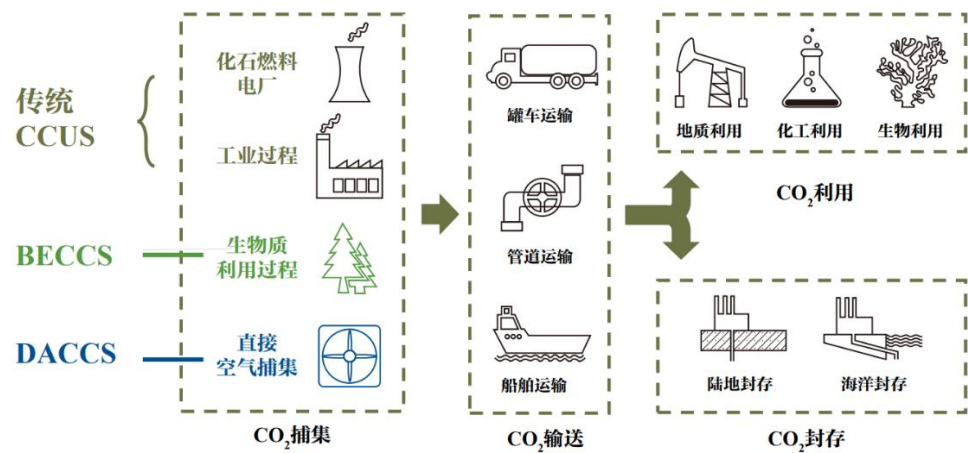 传统
CCUS
BECCS
DACCS
化石燃料
电厂
工业过程
生物质
利用过程
直接
空气捕集
CO₂捕集
罐车运输
管道运输
船舶运输
CO₂输送
地质利用
化工利用
生物利用
CO₂利用
陆地封存
海洋封存
CO₂封存